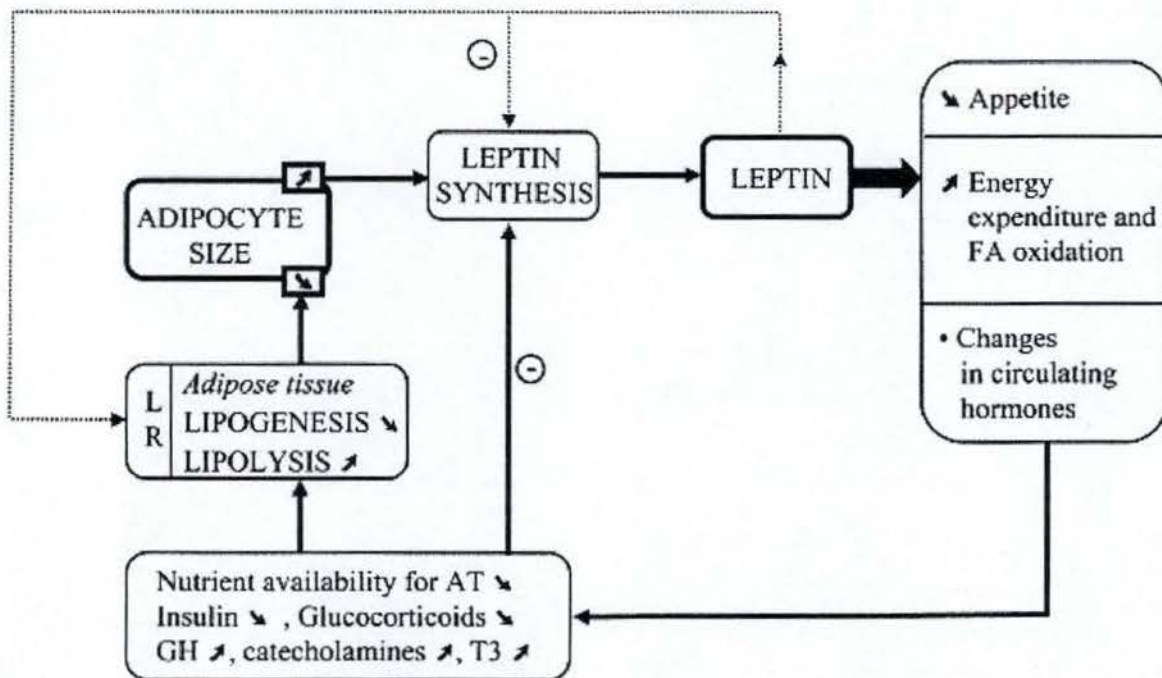 (-)
LEPTIN
SYNTHESIS
LEPTIN
↘ Appetite
↗ Energy
expenditure and
FA oxidation
• Changes
in circulating
hormones
↗
ADIPOCYTE
SIZE
↘
(-)
L
R
Adipose tissue
LIPOGENESIS ↘
LIPOLYSIS ↗
Nutrient availability for AT ↘
Insulin ↘ , Glucocorticoids ↘
GH ↗, catecholamines ↗, T3 ↗